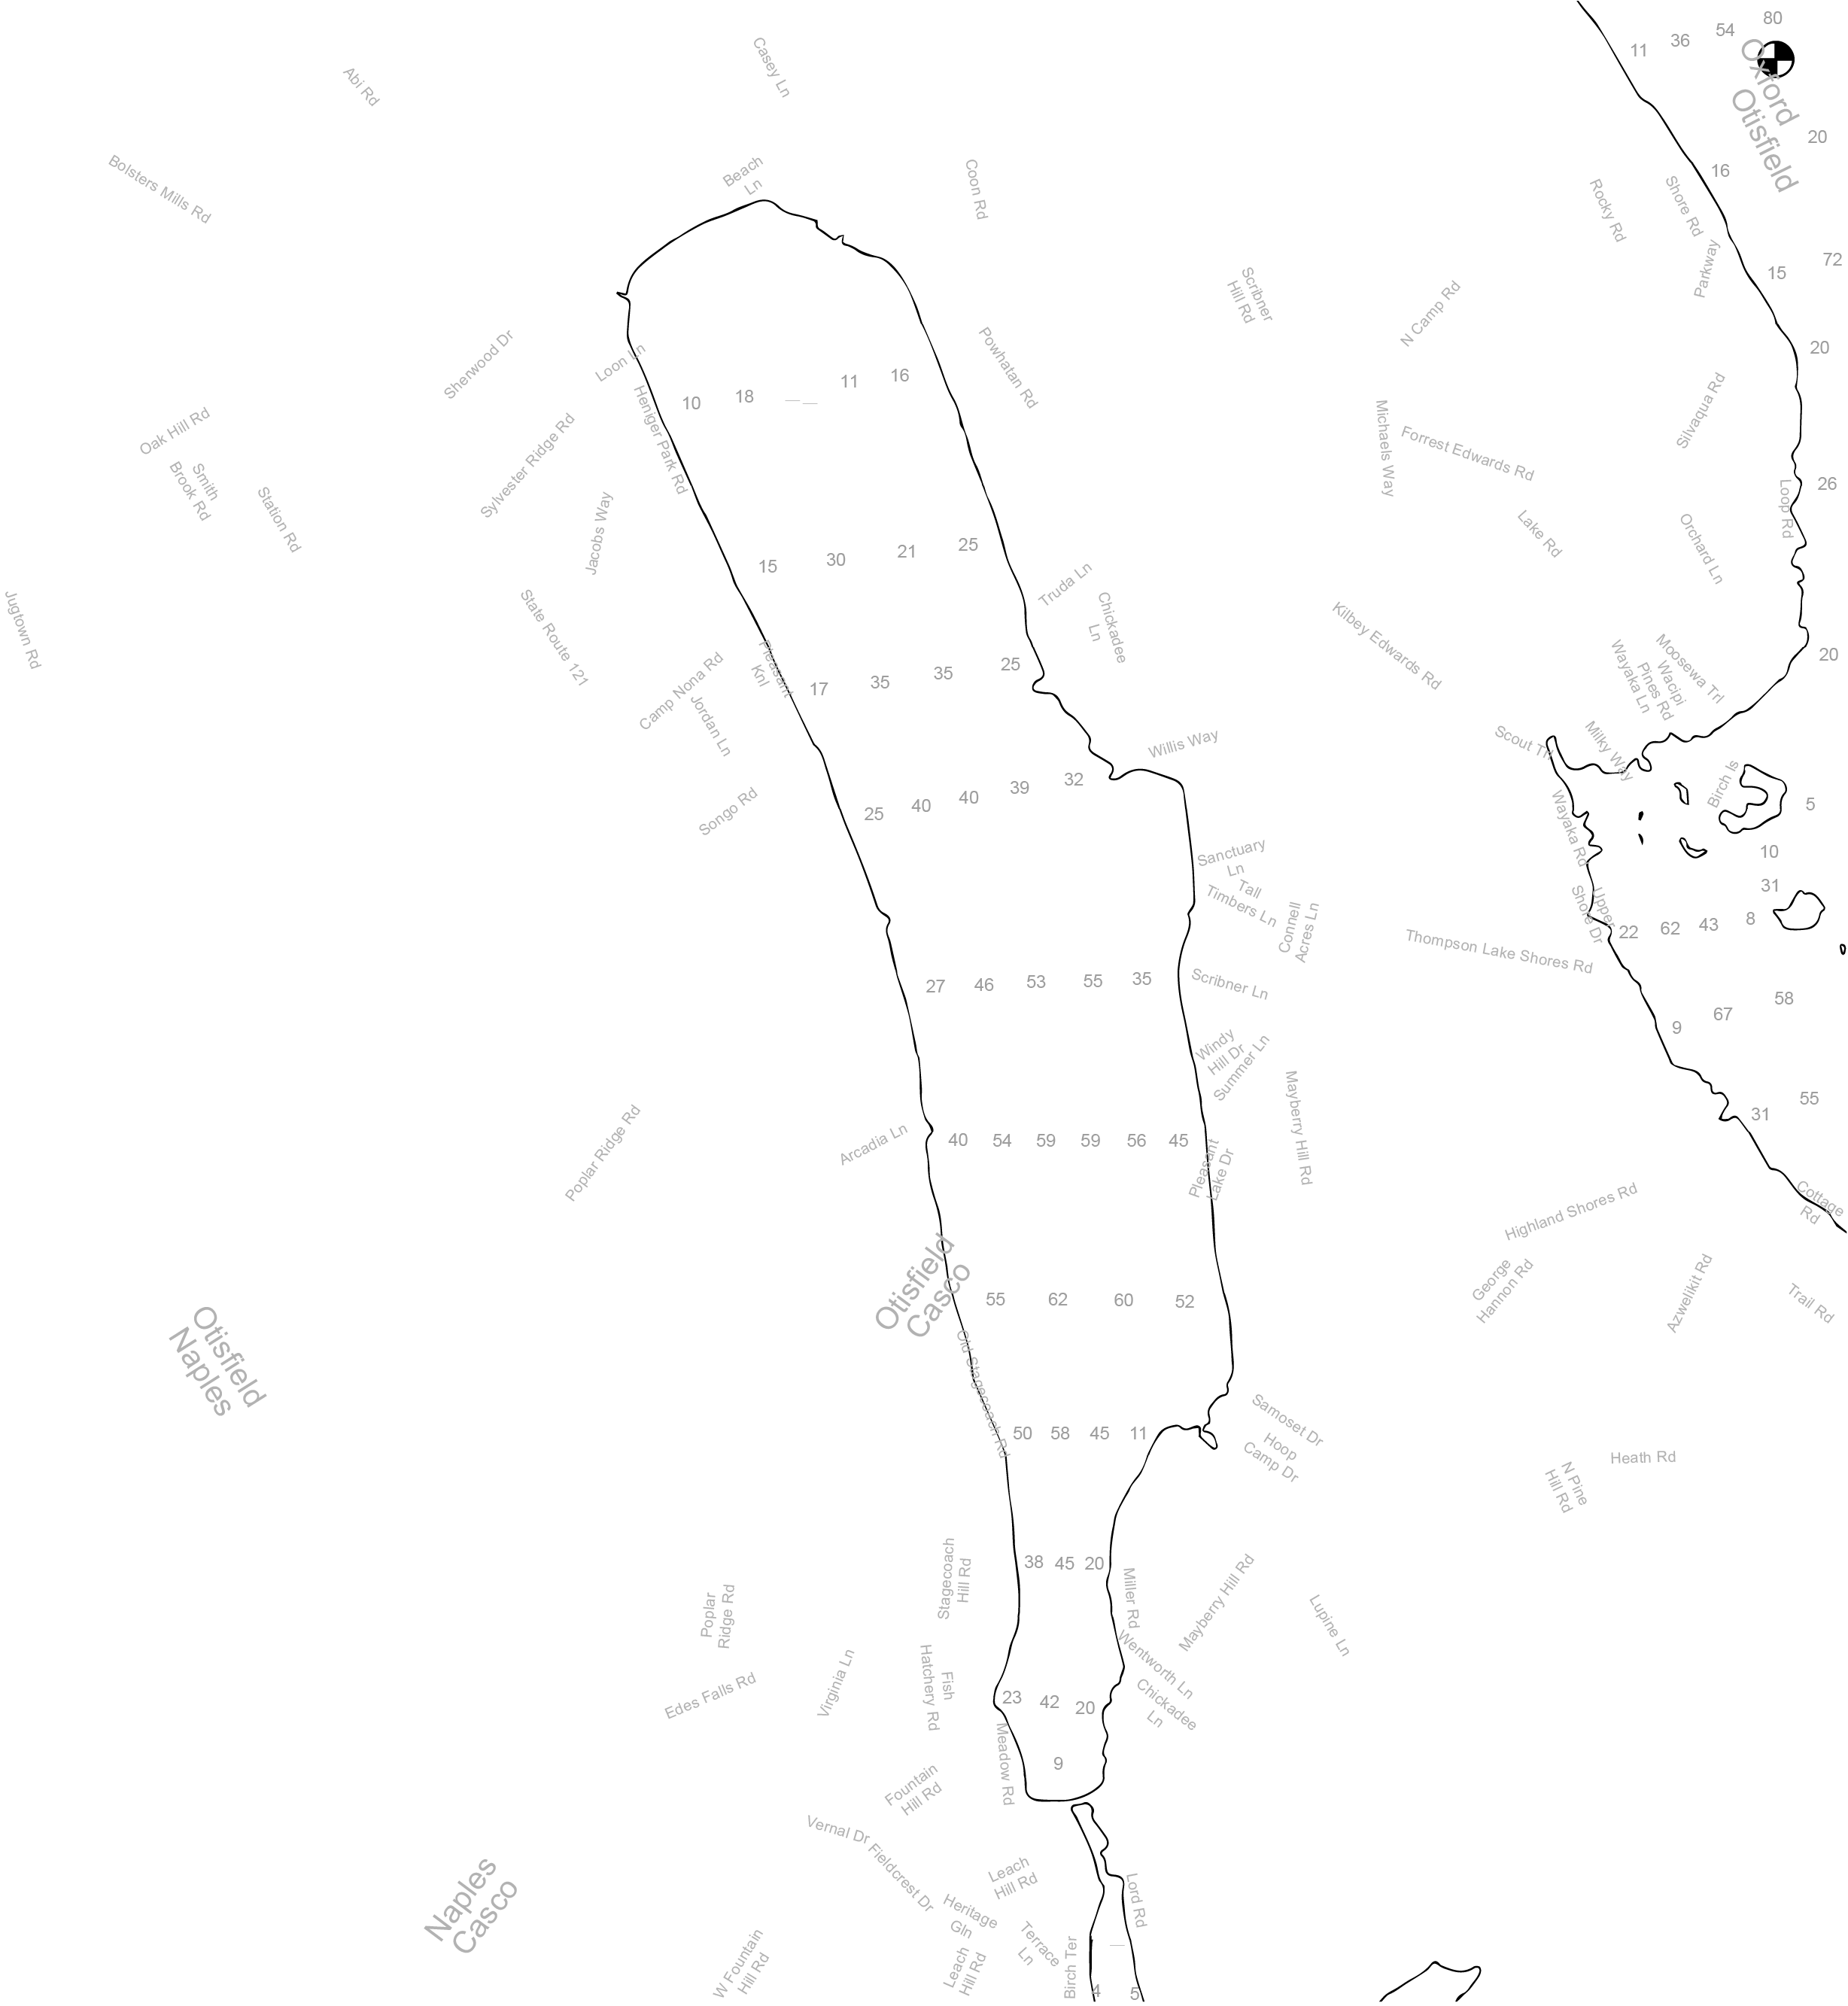 80
54
36
11
Oxford
Otisfield
Casey Ln
Abi Rd
20
Bolsters Mills Rd
Beach
Ln
Coon Rd
16
Rocky Rd
Shore Rd
Parkway
72
15
Scribner
Hill Rd
N Camp Rd
20
Sherwood Dr
Loon Ln
Powhatan Rd
16
11
18
10
Heniger Park Rd
Silvaqua Rd
Oak Hill Rd
Smith
Brook Rd
Station Rd
Sylvester Ridge Rd
Jacobs Way
Michaels Way
Forrest Edwards Rd
Loop Rd
26
Lake Rd
Orchard Ln
15
30
21
25
Truda Ln
Chickadee
Ln
Jugtown Rd
State Route 121
Camp Nona Rd
Jordan Ln
Pleasant
Knl
17
35
35
25
Kilbey Edwards Rd
Moosewa Trl
Wacipi
Pines Rd
Wayaka Ln
20
Willis Way
Scout Trl
Milky Way
Birch Is
Songo Rd
25
40
40
39
32
5
Wayaka Rd
10
Sanctuary
Ln
Tall
Timbers Ln
Connell
Acres Ln
31
Upper
Shore Dr
22
62
43
8
Thompson Lake Shores Rd
27
46
53
55
35
Scribner Ln
58
67
9
Windy
Hill Dr
Summer Ln
Mayberry Hill Rd
55
31
Poplar Ridge Rd
Arcadia Ln
40
54
59
59
56
45
Pleasant
Lake Dr
Highland Shores Rd
Cottage
Rd
Otisfield
Casco
55
62
60
52
George
Hannon Rd
Azwelikit Rd
Trail Rd
Otisfield
Naples
Old Stagecoach Rd
50
58
45
11
Samoset Dr
Hoop
Camp Dr
Heath Rd
N Pine
Hill Rd
Stagecoach
Hill Rd
38
45
20
Miller Rd
Mayberry Hill Rd
Lupine Ln
Poplar
Ridge Rd
Edes Falls Rd
Virginia Ln
Fish
Hatchery Rd
23
42
20
Wentworth Ln
Chickadee
Ln
Meadow Rd
9
Fountain
Hill Rd
Vernal Dr
Fieldcrest Dr
Leach
Hill Rd
Lord Rd
Naples
Casco
Heritage
Gln
Terrace
Ln
W Fountain
Hill Rd
Leach
Hill Rd
Birch Ter
4
5